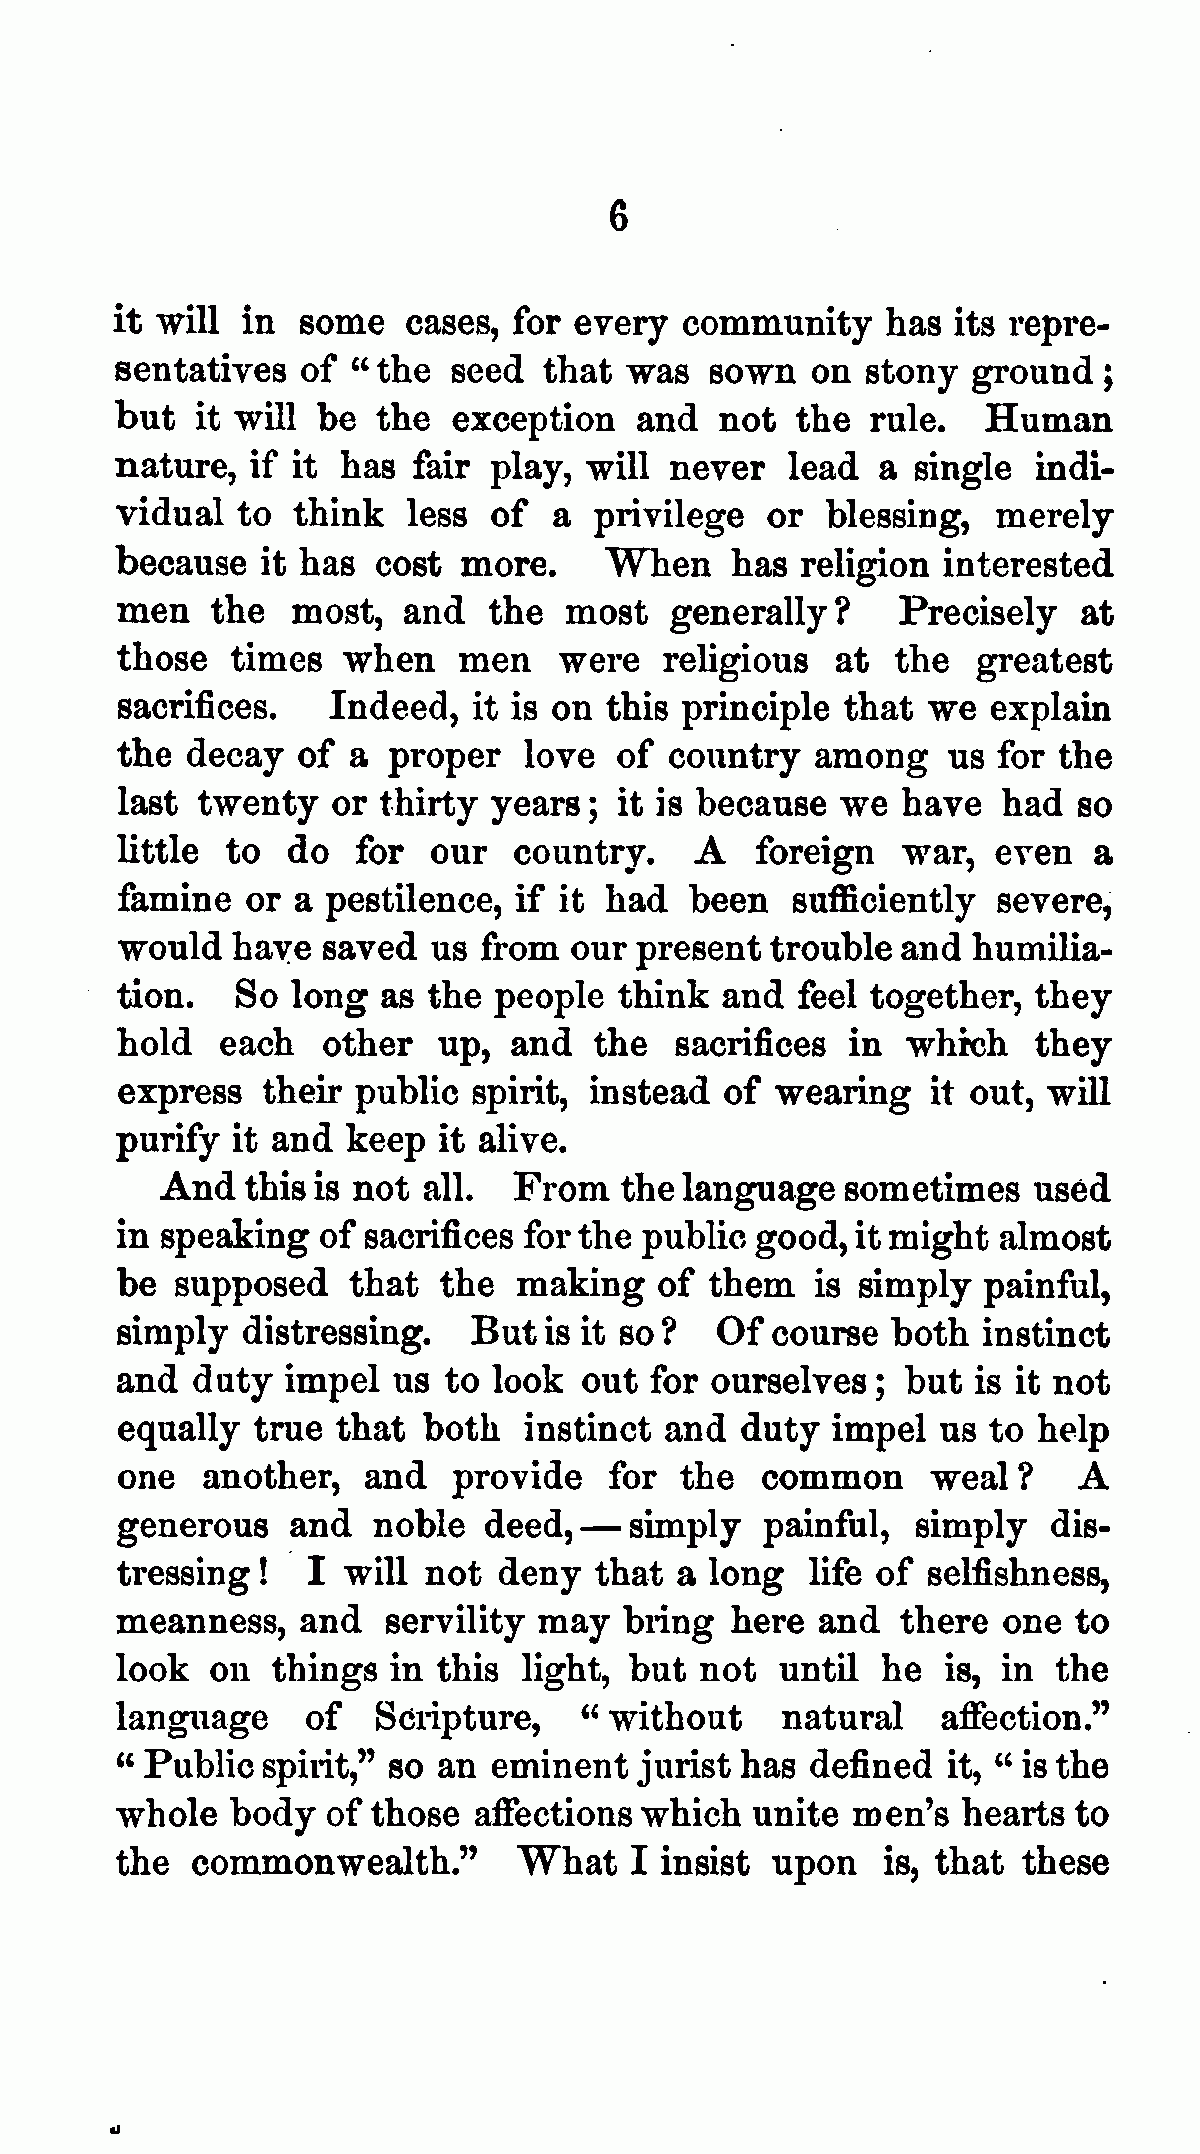 6
it will in some cases, for every community has its repre-
sentatives of “the seed that was sown on stony ground;
but it will be the exception and not the rule. Human
nature, if it has fair play, will never lead a single indi-
vidual to think less of a privilege or blessing, merely
because it has cost more. When has religion interested
men the most, and the most generally? Precisely at
those times when men were religious at the greatest
sacrifices. Indeed, it is on this principle that we explain
the decay of a proper love of country among us for the
last twenty or thirty years; it is because we have had so
little to do for our country. A foreign war, even a
famine or a pestilence, if it had been sufficiently severe,
would have saved us from our present trouble and humilia-
tion. So long as the people think and feel together, they
hold each other up, and the sacrifices in which they
express their public spirit, instead of wearing it out, will
purify it and keep it alive.
And this is not all. From the language sometimes used
in speaking of sacrifices for the public good, it might almost
be supposed that the making of them is simply painful,
simply distressing. But is it so? Of course both instinct
and duty impel us to look out for ourselves; but is it not
equally true that both instinct and duty impel us to help
one another, and provide for the common weal? A
generous and noble deed,—simply painful, simply dis-
tressing! I will not deny that a long life of selfishness,
meanness, and servility may bring here and there one to
look on things in this light, but not until he is, in the
language of Scripture, “without natural affection.”
“Public spirit,” so an eminent jurist has defined it, “is the
whole body of those affections which unite men's hearts to
the commonwealth.” What I insist upon is, that these